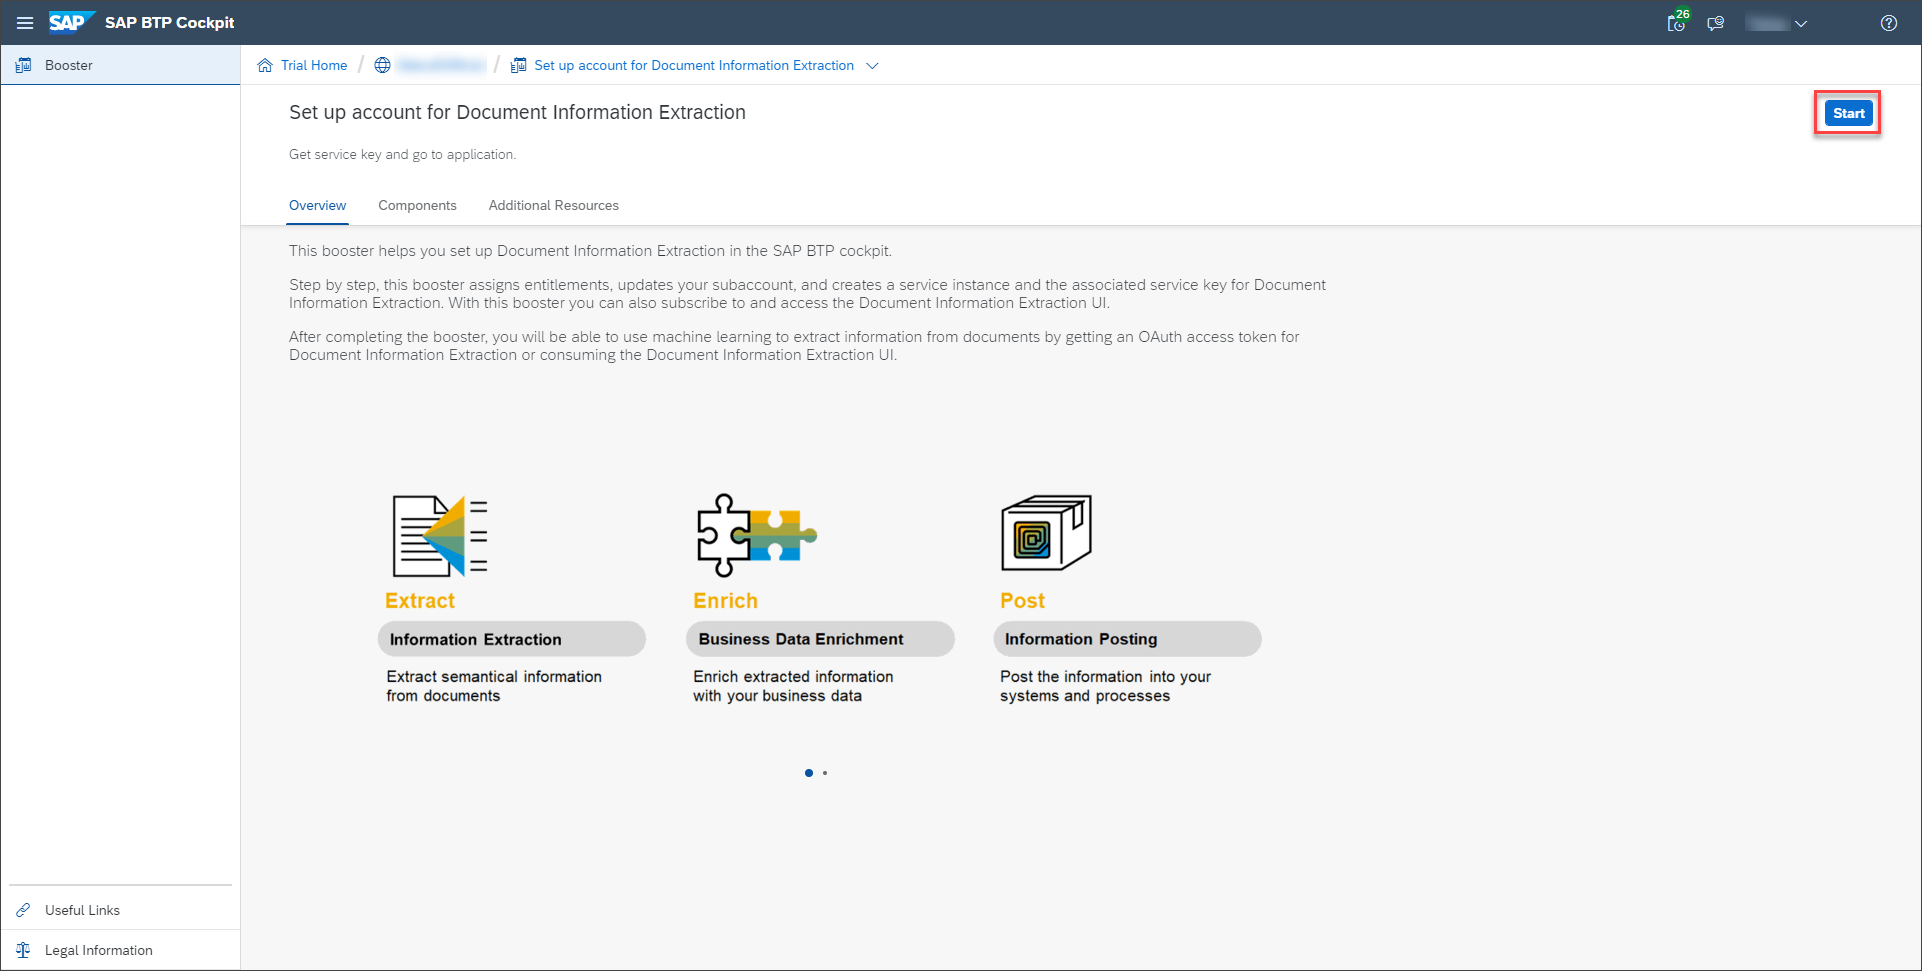 SAP SAP BTP Cockpit
26
Booster
Trial Home / / Set up account for Document Information Extraction
Set up account for Document Information Extraction
Start
Get service key and go to application.
Overview Components Additional Resources
This booster helps you set up Document Information Extraction in the SAP BTP cockpit.
Step by step, this booster assigns entitlements, updates your subaccount, and creates a service instance and the associated service key for Document
Information Extraction. With this booster you can also subscribe to and access the Document Information Extraction UI.
After completing the booster, you will be able to use machine learning to extract information from documents by getting an OAuth access token for
Document Information Extraction or consuming the Document Information Extraction UI.
Extract
Information Extraction
Extract semantical information
from documents
Enrich
Business Data Enrichment
Enrich extracted information
with your business data
Post
Information Posting
Post the information into your
systems and processes
Useful Links
Legal Information